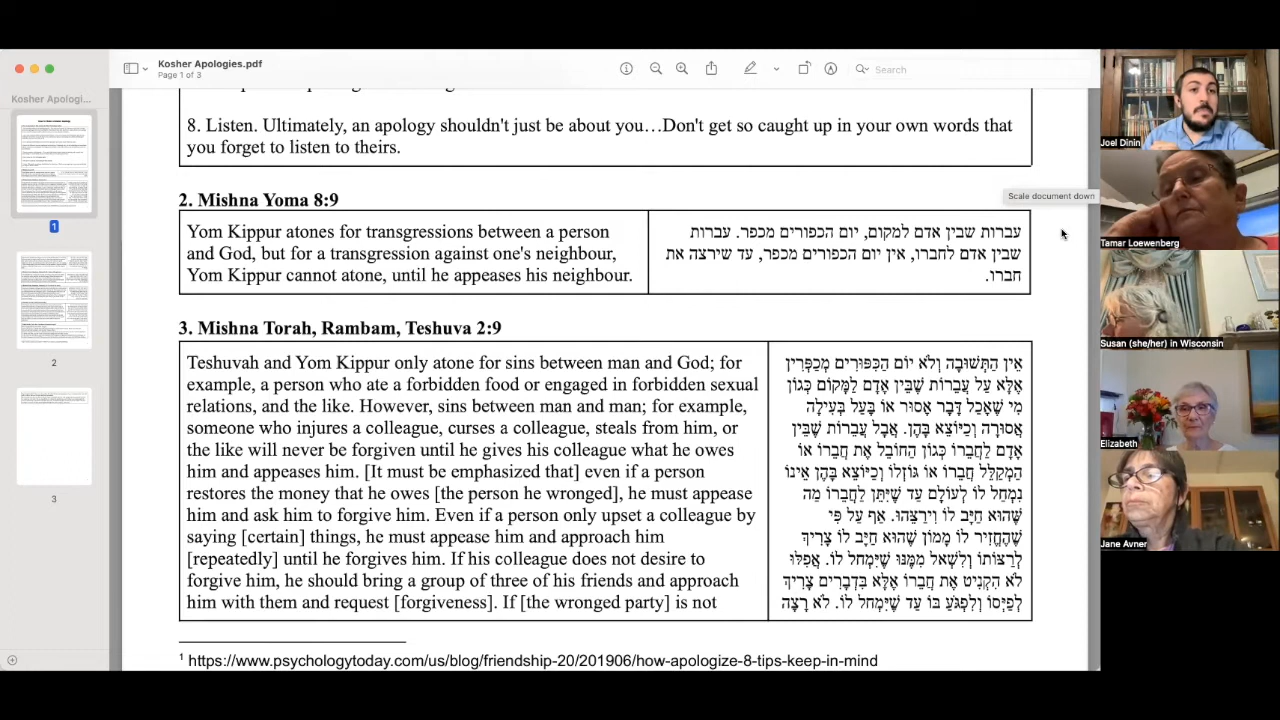 Kosher Apologies.pdf
Page 1 of 3
Search
Kosher Apologi...
1
2
3
8. Listen. Ultimately, an apology shouldn't just be about you…Don't get so caught up in your own words that
you forget to listen to theirs.
Scale document down
2. Mishna Yoma 8:9
Yom Kippur atones for transgressions between a person
and God, but for a transgression against one's neighbour,
Yom Kippur cannot atone until he appeases his neighbour.
עברות שבין אדם למקום, יום הכפורים מכפר. עברות
שבין אדם לחברו, אין יום הכפורים מכפר, עד שירצה את
חברו.
3. Mishna Torah, Rambam, Teshuva 2:9
Teshuvah and Yom Kippur only atone for sins between man and God; for
example, a person who ate a forbidden food or engaged in forbidden sexual
relations, and the like. However, sins between man and man; for example,
someone who injures a colleague, curses a colleague, steals from him, or
the like will never be forgiven until he gives his colleague what he owes
him and appeases him. [It must be emphasized that] even if a person
restores the money that he owes [the person he wronged], he must appease
him and ask him to forgive him. Even if a person only upset a colleague by
saying [certain] things, he must appease him and approach him
[repeatedly] until he forgives him. If his colleague does not desire to
forgive him, he should bring a group of three of his friends and approach
him with them and request [forgiveness]. If [the wronged party] is not
אֵין הַתְּשׁוּבָה וְלֹא יוֹם הַכִּפּוּרִים מְכַפְּרִין
אֶלָּא עַל עֲבֵרוֹת שֶׁבֵּין אָדָם לַמָּקוֹם כְּגוֹן
מִי שֶׁאָכַל דָּבָר אָסוּר אוֹ בָּעַל בְּעִילָה
אֲסוּרָה וְכַיּוֹצֵא בָּהֶן. אֲבָל עֲבֵרוֹת שֶׁבֵּין
אָדָם לַחֲבֵרוֹ כְּגוֹן הַחוֹבֵל אֶת חֲבֵרוֹ אוֹ
הַמְקַלֵּל חֲבֵרוֹ אוֹ גּוֹזְלוֹ וְכַיּוֹצֵא בָּהֶן אֵינוֹ
נִמְחַל לוֹ לְעוֹלָם עַד שֶׁיִּתֵּן לַחֲבֵרוֹ מַה
שֶּׁהוּא חַיָּב לוֹ וִירַצֵּהוּ. אַף עַל פִּי
שֶׁהֶחֱזִיר לוֹ מָמוֹן שֶׁהוּא חַיָּב לוֹ צָרִיךְ
לְרַצּוֹתוֹ וְלִשְׁאל מִמֶּנּוּ שֶׁיִּמְחל לוֹ. אֲפִלּוּ
לֹא הִקְנִיט אֶת חֲבֵרוֹ אֶלָּא בִּדְבָרִים צָרִיךְ
לְפַיְּסוֹ וְלִפְגֹּעַ בּוֹ עַד שֶׁיִּמְחל לוֹ. לֹא רָצָה
1 https://www.psychologytoday.com/us/blog/friendship-20/201906/how-apologize-8-tips-keep-in-mind
Joel Dinin
Tamar Loewenberg
Susan (she/her) in Wisconsin
Elizabeth
Jane Avner